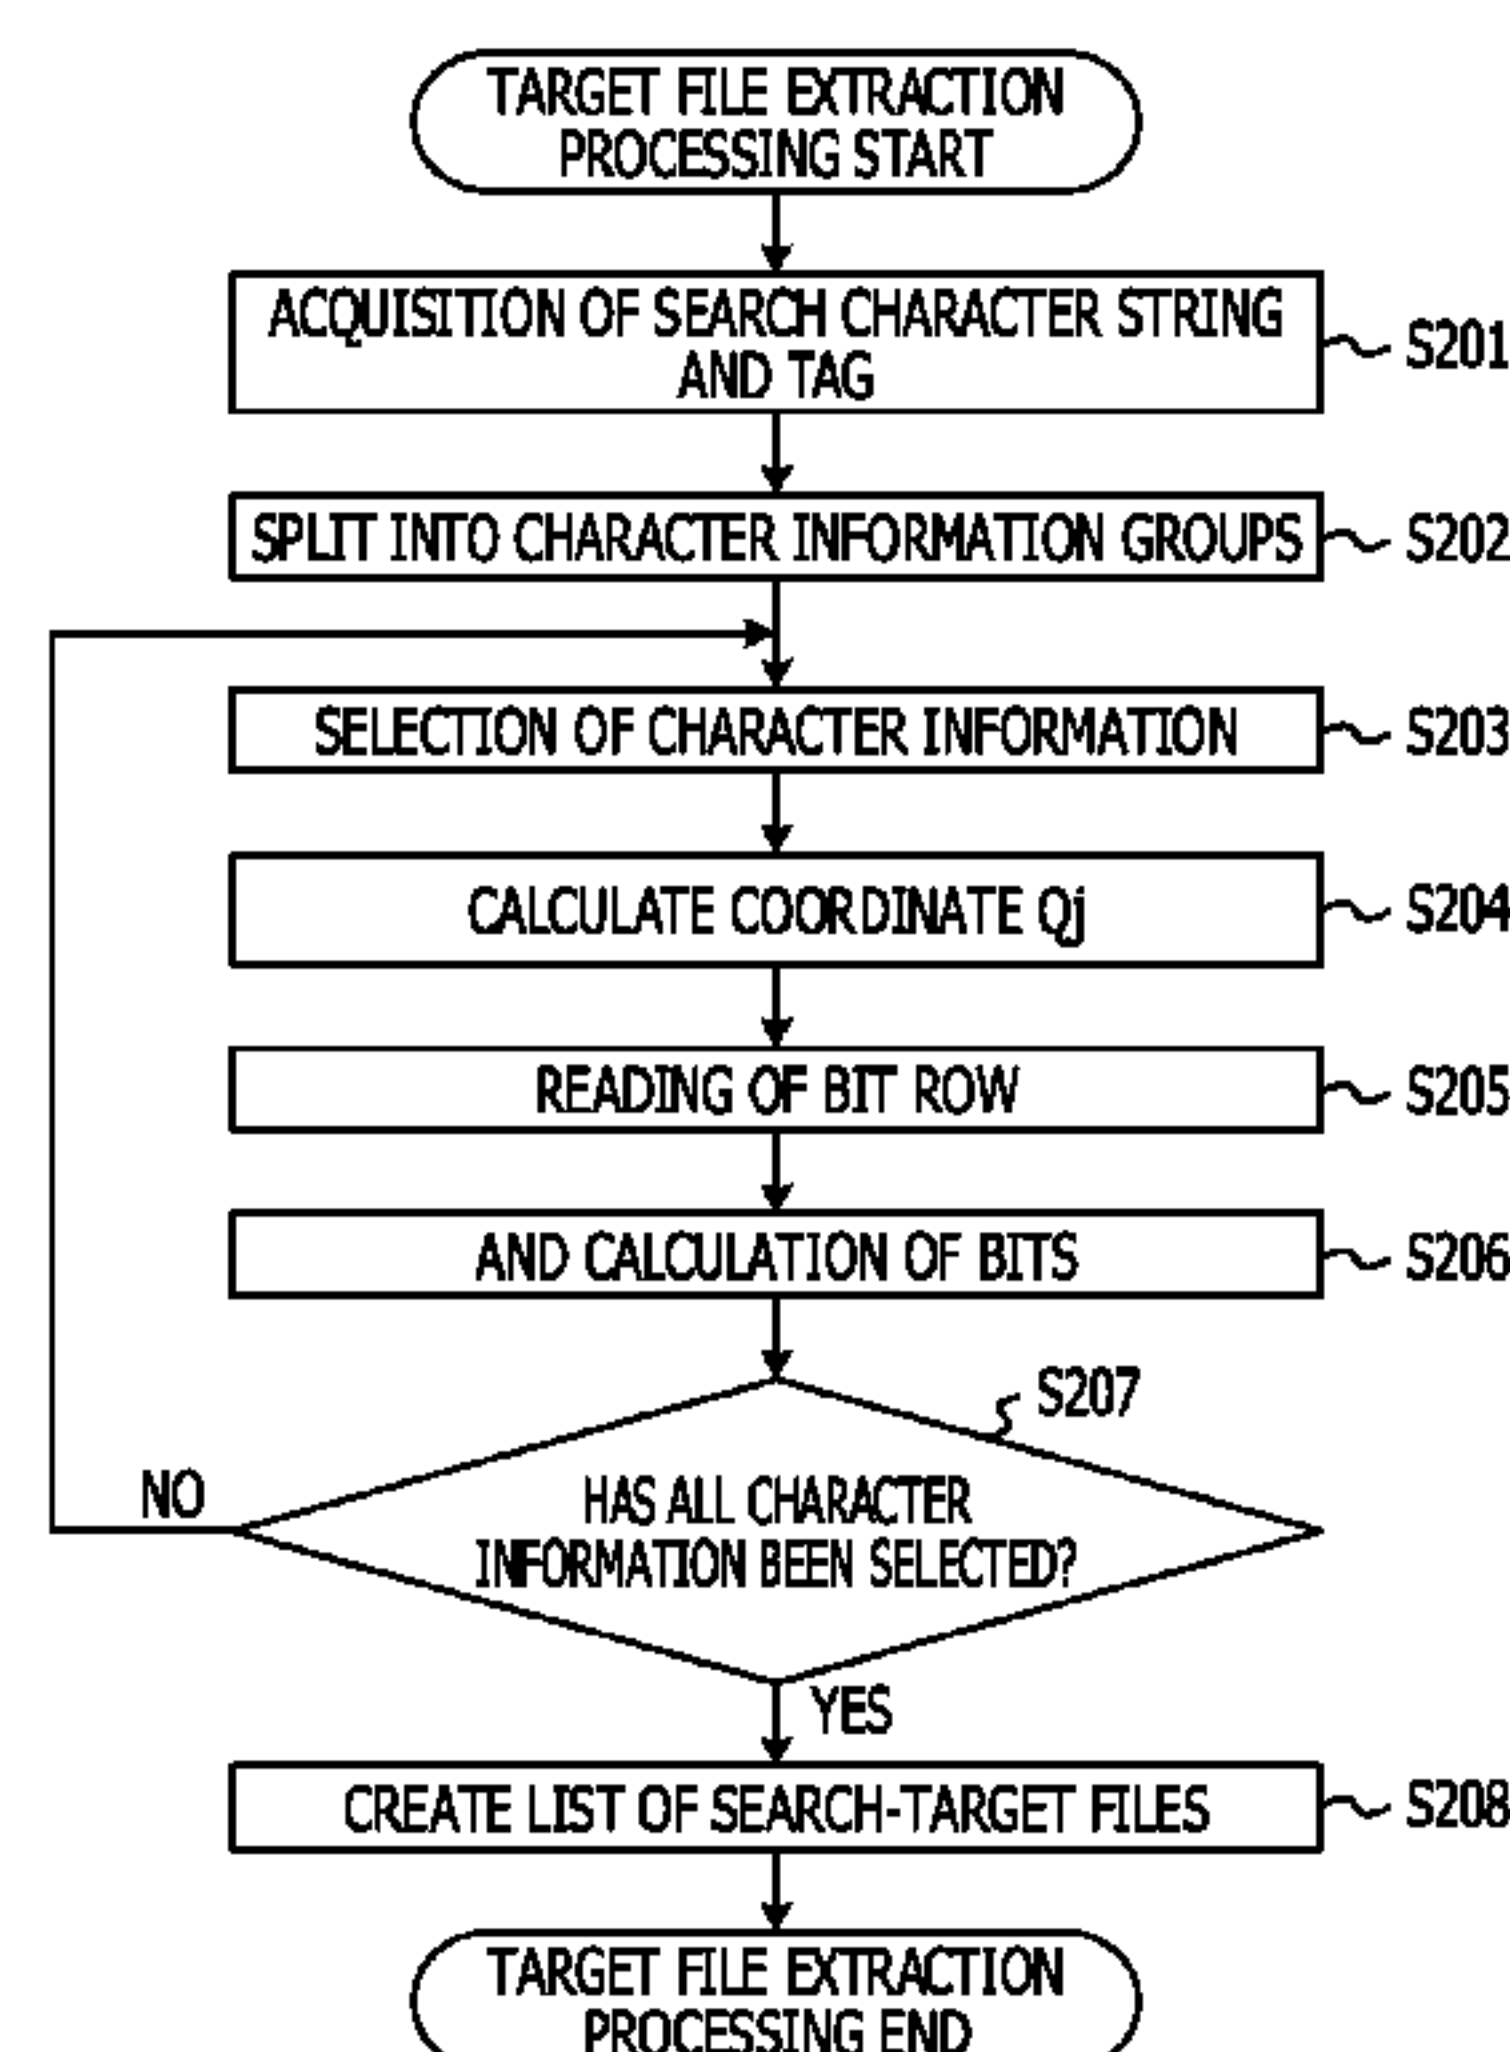 TARGET FILE EXTRACTION
PROCESSING START
ACQUISITION OF SEARCH CHARACTER STRING
AND TAG
S201
SPLIT INTO CHARACTER INFORMATION GROUPS
S202
SELECTION OF CHARACTER INFORMATION
S203
CALCULATE COORDINATE Qj
S204
READING OF BIT ROW
S205
AND CALCULATION OF BITS
S206
S207
HAS ALL CHARACTER
INFORMATION BEEN SELECTED?
NO
YES
CREATE LIST OF SEARCH-TARGET FILES
S208
TARGET FILE EXTRACTION
PROCESSING END